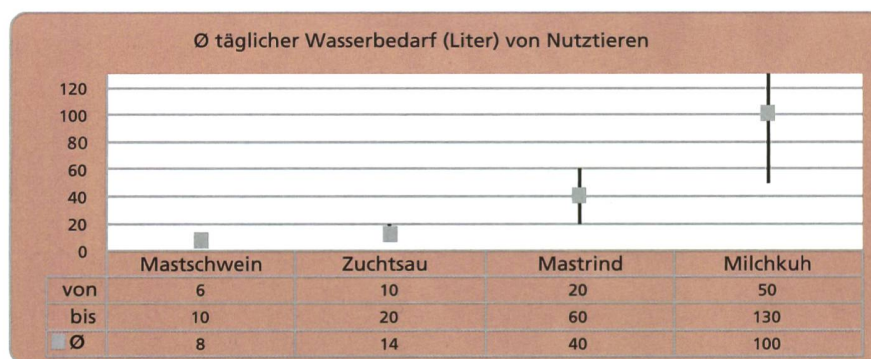 Ø täglicher Wasserbedarf (Liter) von Nutztieren
120
100
80
60
40
20
0
Mastschwein Zuchtsau Mastrind Milchkuh
von 6 10 20 50
bis 10 20 60 130
Ø 8 14 40 100